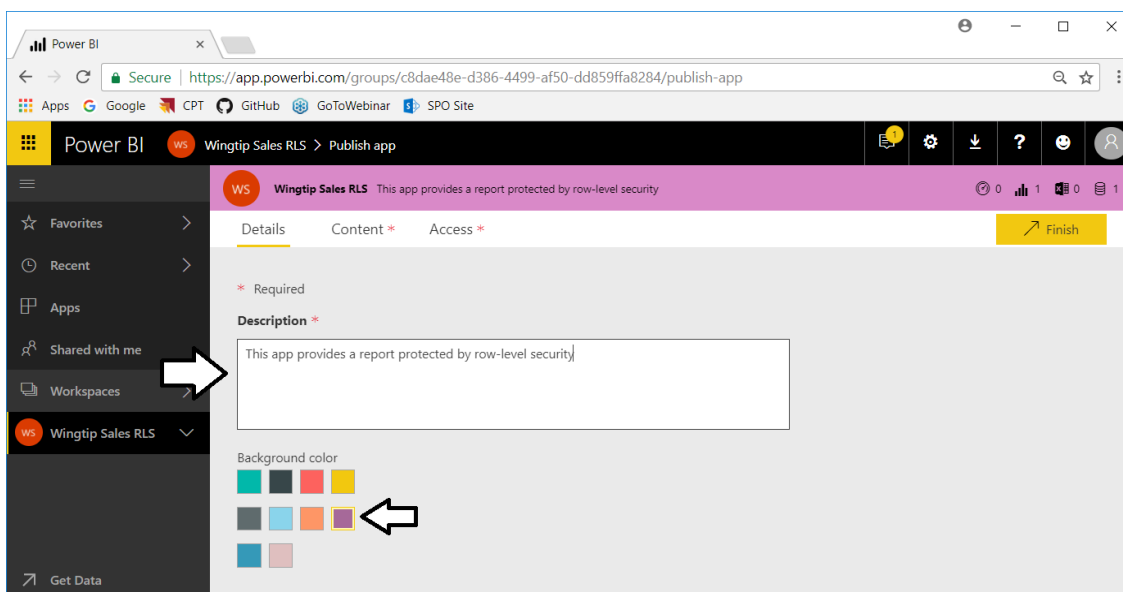 Power BI
Secure | https://app.powerbi.com/groups/c8dae48e-d386-4499-af50-dd859ffa8284/publish-app
Apps G Google CPT GitHub GoToWebinar SPO Site
Power BI WS Wingtip Sales RLS > Publish app 1 ?
WS Wingtip Sales RLS This app provides a report protected by row-level security 0 1 0 1
Favorites
Details Content * Access * Finish
Recent
* Required
Apps
Description *
Shared with me
This app provides a report protected by row-level security
Workspaces
WS Wingtip Sales RLS
Background color
Get Data